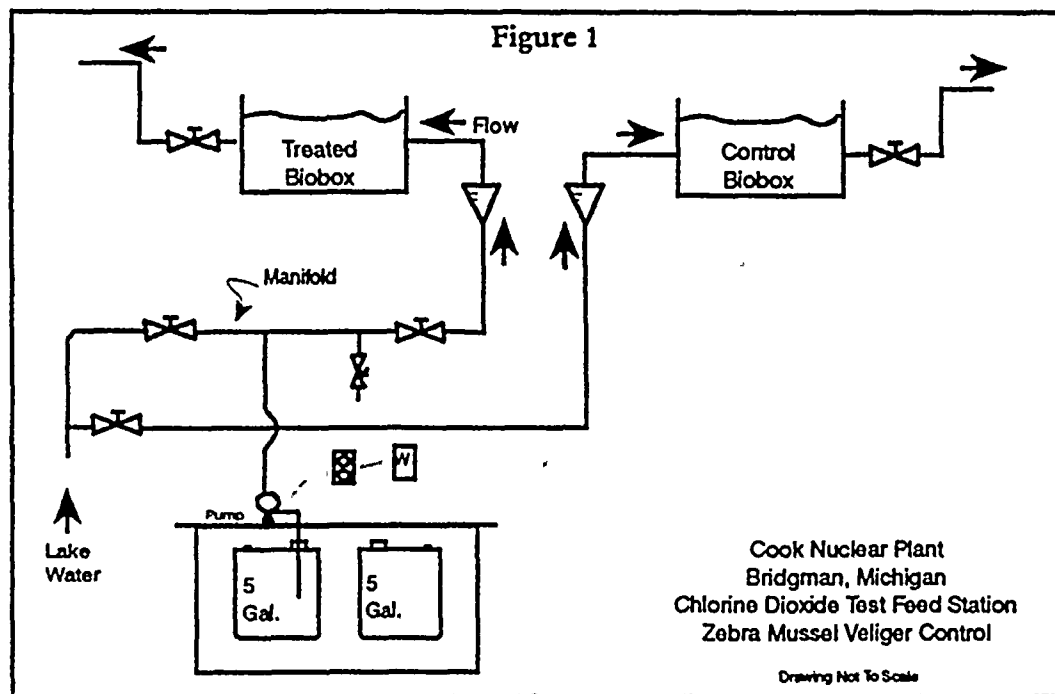 Figure 1
Flow
Treated
Biobox
Control
Biobox
Manifold
W
Pump
Lake
Water
5
Gal.
5
Gal.
Cook Nuclear Plant
Bridgman, Michigan
Chlorine Dioxide Test Feed Station
Zebra Mussel Veliger Control
Drawing Not To Scale